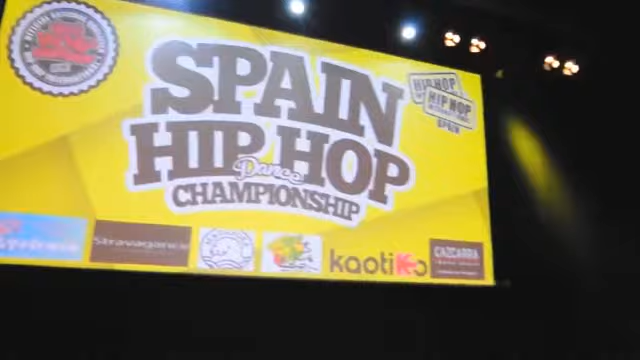 SPAIN
HIP HOP
Dance
CHAMPIONSHIP
HIP HOP
HIP HOP
SPAIN
Stravaganza
kaotiko
CAZCARRA